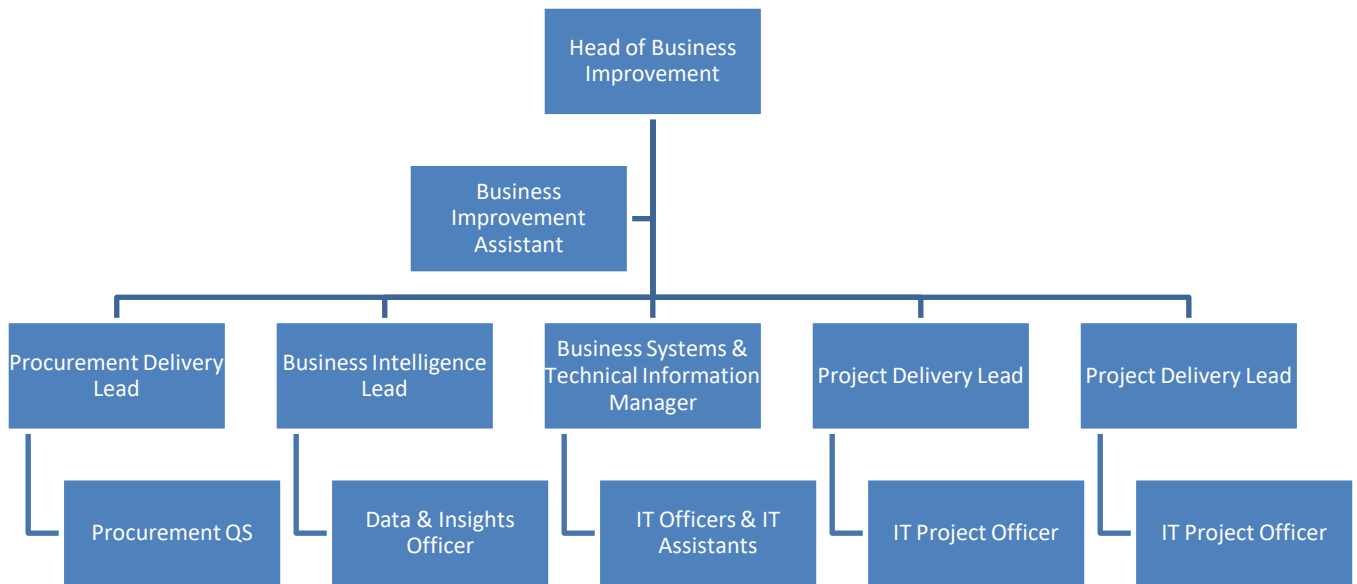 Head of Business
Improvement
Business
Improvement
Assistant
Procurement Delivery
Lead
Business Intelligence
Lead
Business Systems &
Technical Information
Manager
Project Delivery Lead
Project Delivery Lead
Procurement QS
Data & Insights
Officer
IT Officers & IT
Assistants
IT Project Officer
IT Project Officer